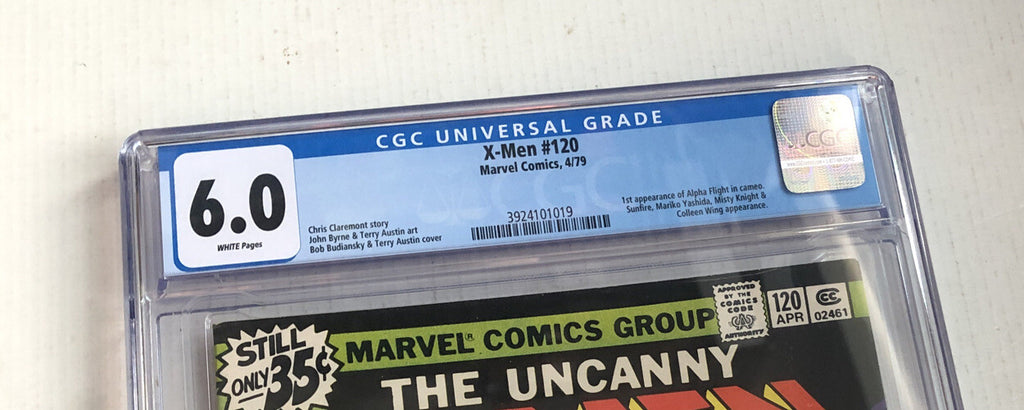 CGC UNIVERSAL GRADE
X-Men #120
Marvel Comics, 4/79
6.0
WHITE Pages
Chris Claremont story
John Byrne & Terry Austin art
Bob Budiansky & Terry Austin cover
3924101019
1st appearance of Alpha Flight in cameo.
Sunfire, Mariko Yashida, Misty Knight &
Colleen Wing appearance.
CGC
STILL
ONLY 35¢
MARVEL® COMICS GROUP
APPROVED
BY THE
COMICS
CODE
AUTHORITY
120
APR
CC
02461
THE UNCANNY